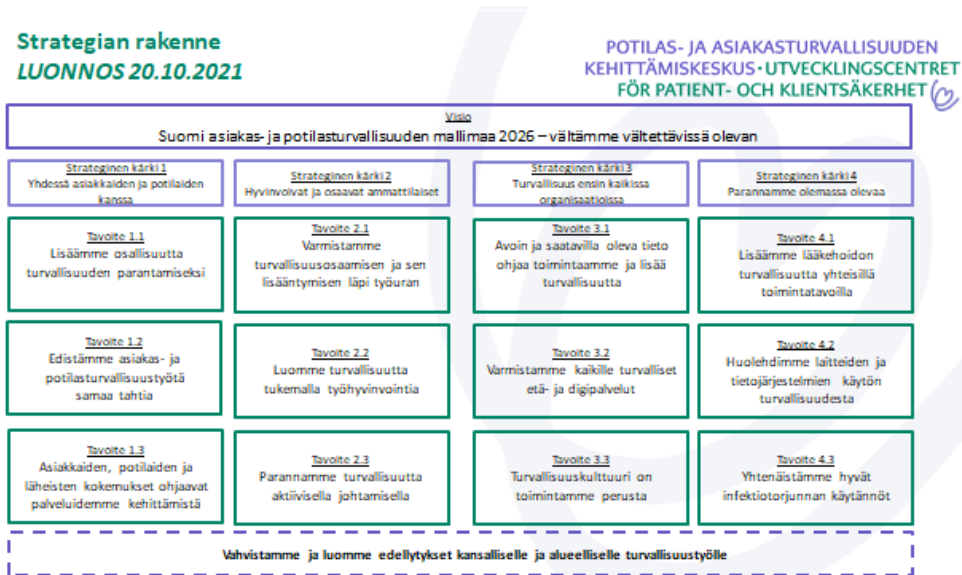 Strategian rakenne
LUONNOS 20.10.2021
POTILAS- JA ASIAKASTURVALLISUUDEN
KEHITTÄMISKESKUS • UTVECKLINGSCENTRET
FÖR PATIENT- OCH KLIENTSÄKERHET
Visio
Suomi asiakas- ja potilasturvallisuuden mallimaa 2026 – vältämme vältettävissä olevan
Strateginen kärki 1
Yhdessä asiakkaiden ja potilaiden
kanssa
Strateginen kärki 2
Hyvinvoivat ja osaavat ammattilaiset
Strateginen kärki 3
Turvallisuus ensin kaikissa
organisaatioissa
Strateginen kärki 4
Parannamme olemassa olevaa
Tavoite 1.1
Lisäämme osallisuutta
turvallisuuden parantamiseksi
Tavoite 2.1
Varmistamme
turvallisuusosaamisen ja sen
lisääntymisen läpi työuran
Tavoite 3.1
Avoin ja saatavilla oleva tieto
ohjaa toimintaamme ja lisää
turvallisuutta
Tavoite 4.1
Lisäämme lääkehoidon
turvallisuutta yhteisillä
toimintatavoilla
Tavoite 1.2
Edistämme asiakas- ja
potilasturvallisuustyötä
samaa tahtia
Tavoite 2.2
Luomme turvallisuutta
tukemalla työhyvinvointia
Tavoite 3.2
Varmistamme kaikille turvalliset
etä- ja digipalvelut
Tavoite 4.2
Huolehdimme laitteiden ja
tietojärjestelmien käytön
turvallisuudesta
Tavoite 1.3
Asiakkaiden, potilaiden ja
läheisten kokemukset ohjaavat
palveluidemme kehittämistä
Tavoite 2.3
Parannamme turvallisuutta
aktiivisella johtamisella
Tavoite 3.3
Turvallisuuskulttuuri on
toimintamme perusta
Tavoite 4.3
Yhtenäistämme hyvät
infektiotorjunnan käytännöt
Vahvistamme ja luomme edellytykset kansalliselle ja alueelliselle turvallisuustyölle